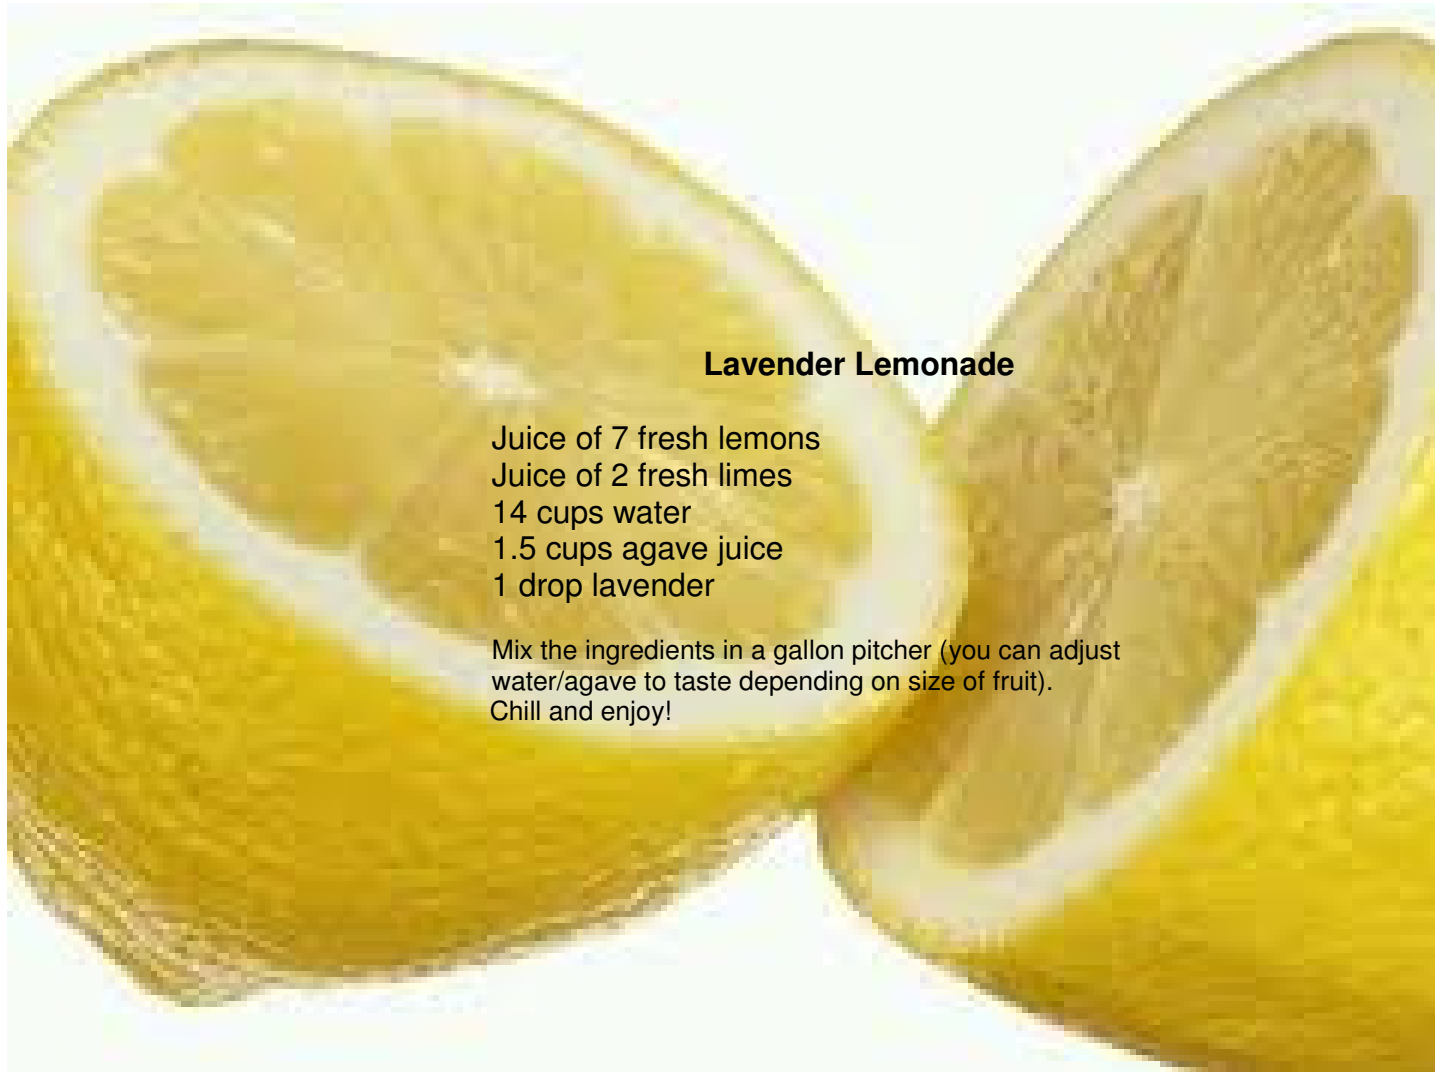 Lavender Lemonade
Juice of 7 fresh lemons
Juice of 2 fresh limes
14 cups water
1.5 cups agave juice
1 drop lavender
Mix the ingredients in a gallon pitcher (you can adjust
water/agave to taste depending on size of fruit).
Chill and enjoy!